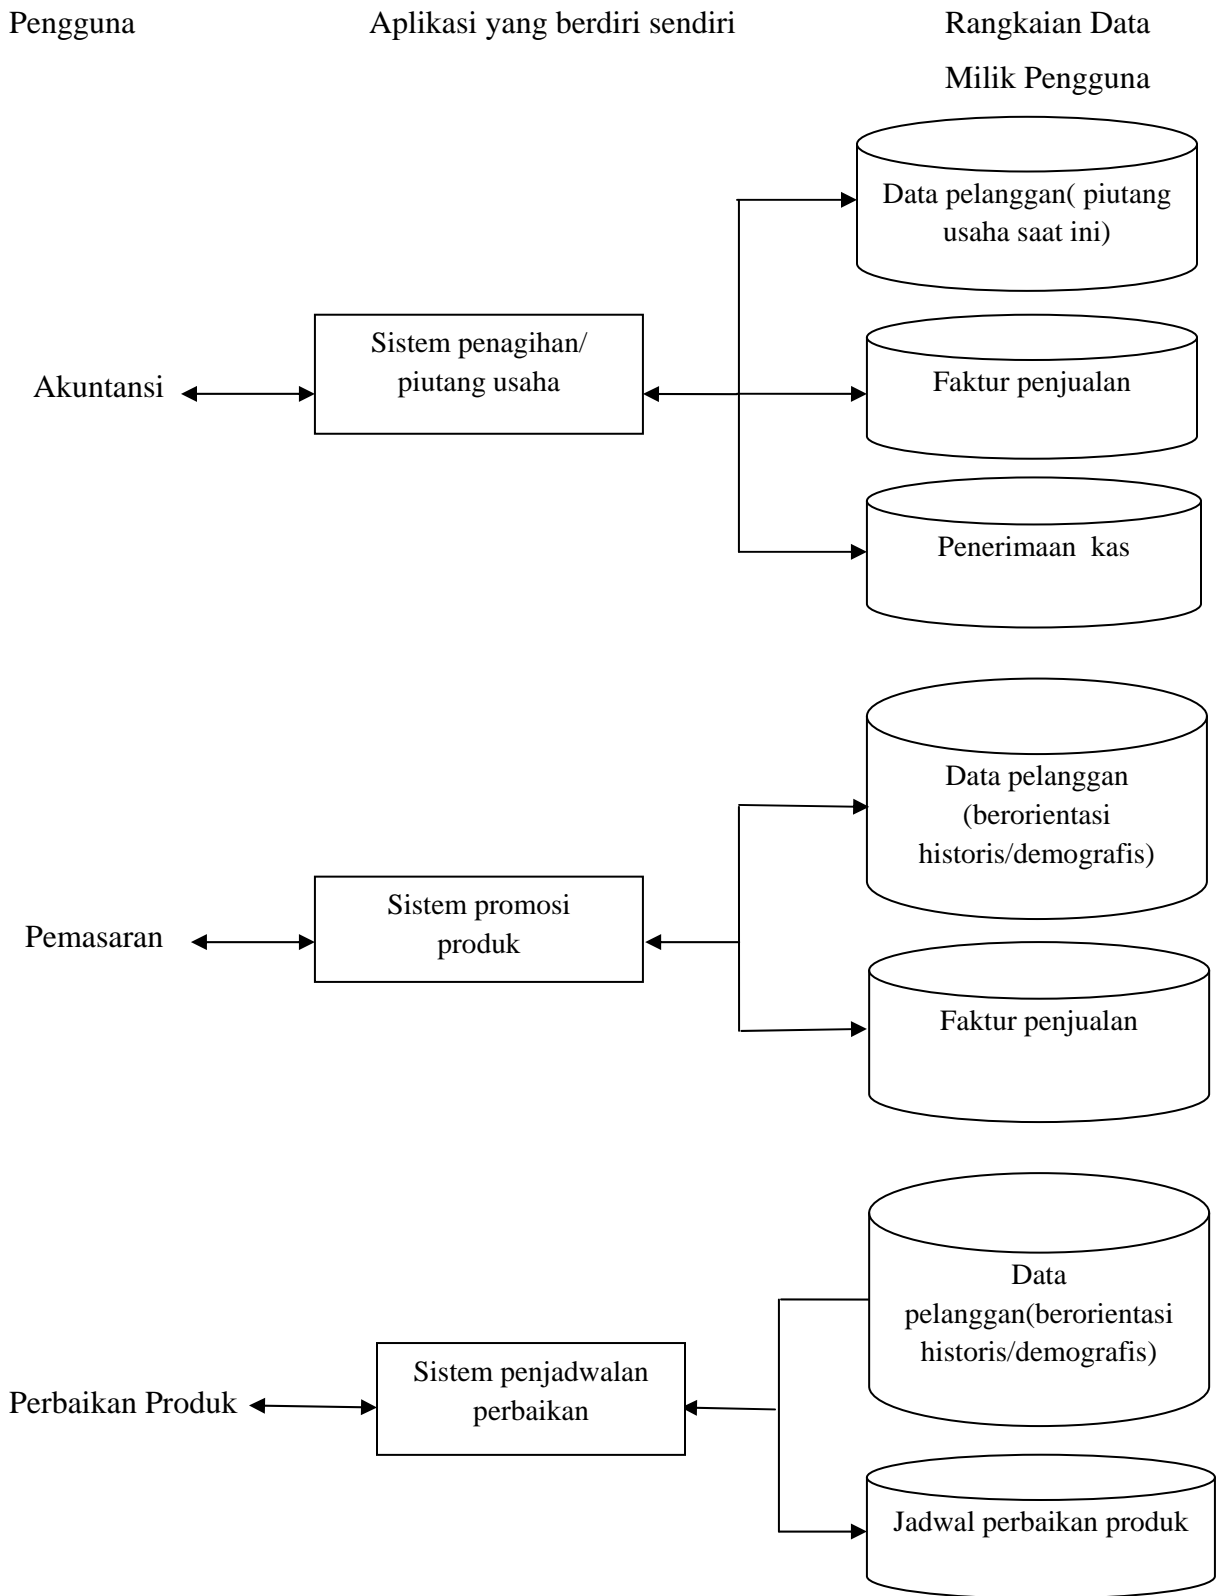 Pengguna
Aplikasi yang berdiri sendiri
Rangkaian Data
Milik Pengguna
Data pelanggan( piutang
usaha saat ini)
Sistem penagihan/
piutang usaha
Akuntansi
Faktur penjualan
Penerimaan  kas
Data pelanggan
(berorientasi
historis/demografis)
Sistem promosi
produk
Pemasaran
Faktur penjualan
Data
pelanggan(berorientasi
historis/demografis)
Sistem penjadwalan
perbaikan
Perbaikan Produk
Jadwal perbaikan produk